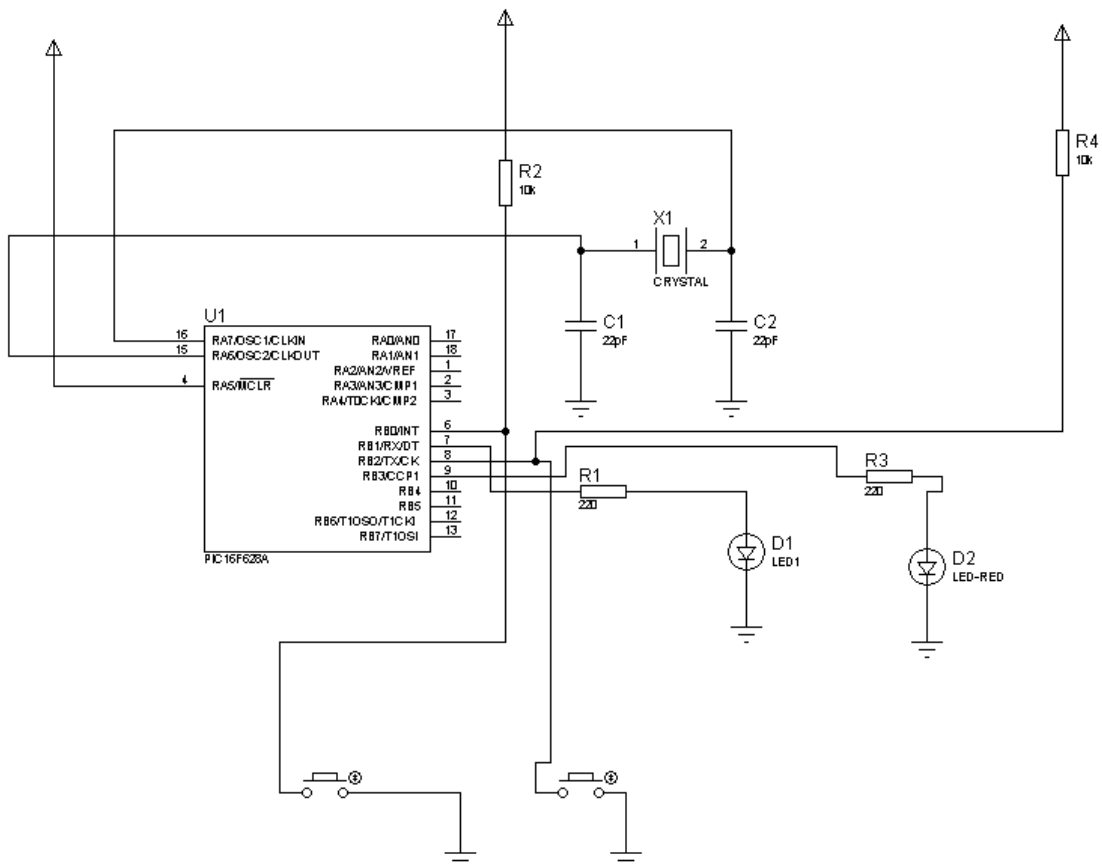 R4
10k
R2
10k
X1
1
2
CRYSTAL
C1
22pF
C2
22pF
U1
16 RA7/OSC1/CLKIN
15 RA6/OSC2/CLKOUT
4 RA5/MCLR
RA0/AN0 17
RA1/AN1 18
RA2/AN2/VREF 1
RA3/AN3/CMP1 2
RA4/T0CKI/CMP2 3
RB0/INT 6
RB1/RX/DT 7
RB2/TX/CK 8
RB3/CCP1 9
RB4 10
RB5 11
RB6/T1OSO/T1CKI 12
RB7/T1OSI 13
PIC16F628A
R1
220
R3
220
D1
LED1
D2
LED-RED